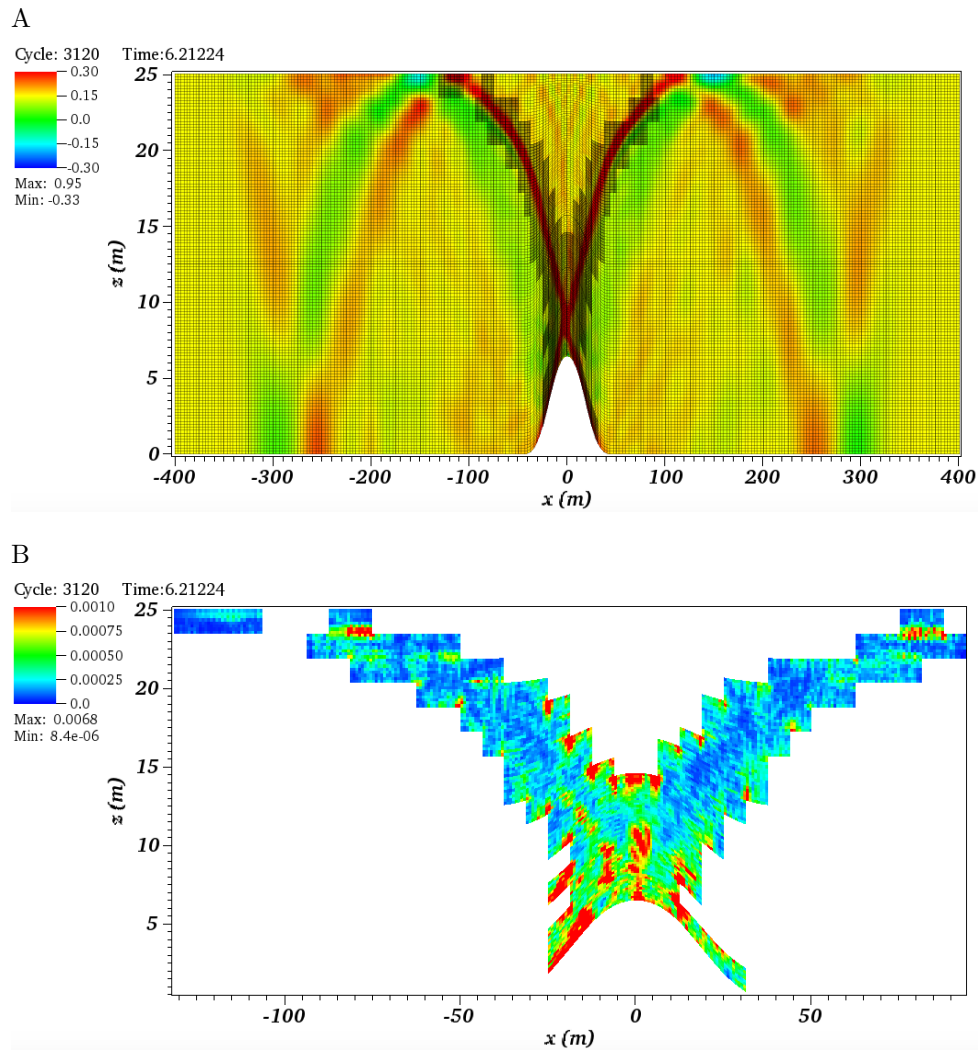 A
Cycle: 3120 Time:6.21224
0.30
0.15
0.0
-0.15
-0.30
Max: 0.95
Min: -0.33
25
20
15
10
5
0
z (m)
-400 -300 -200 -100 0 100 200 300 400
x (m)
B
Cycle: 3120 Time:6.21224
0.0010
0.00075
0.00050
0.00025
0.0
Max: 0.0068
Min: 8.4e-06
25
20
15
10
5
z (m)
-100 -50 0 50
x (m)